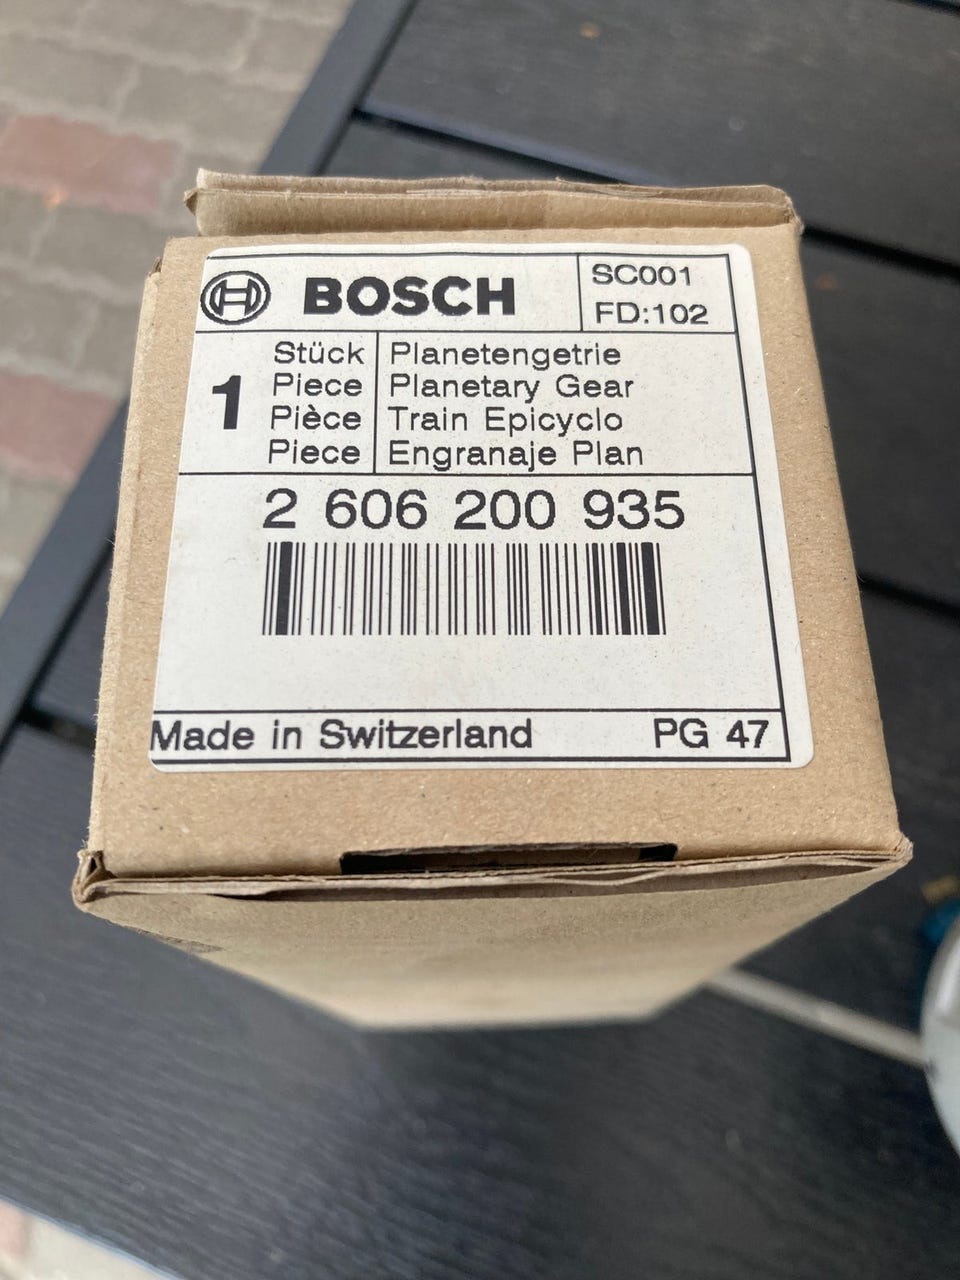 BOSCH
SC001
FD:102
1
Stück
Piece
Pièce
Piece
Planetengetrie
Planetary Gear
Train Epicyclo
Engranaje Plan
2 606 200 935
Made in Switzerland
PG 47